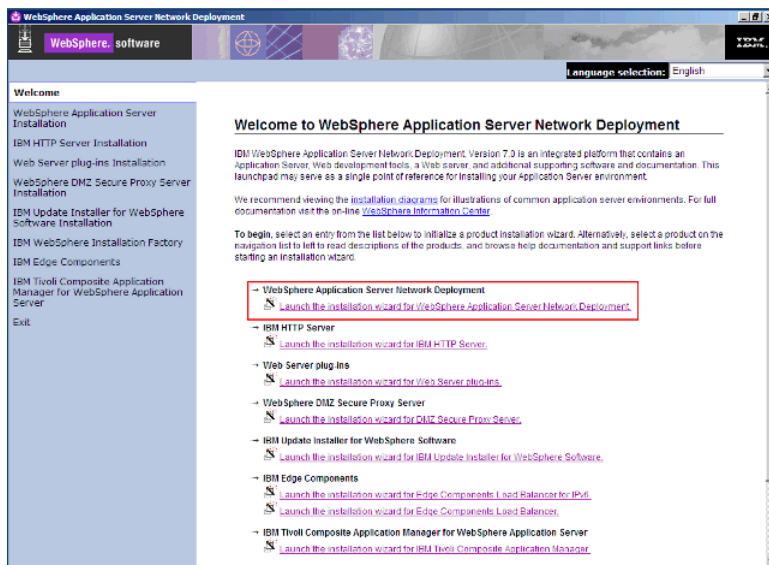 WebSphere Application Server Network Deployment
WebSphere. software
IBM.
Language selection: English
Welcome
WebSphere Application Server
Installation
IBM HTTP Server Installation
Web Server plug-ins Installation
WebSphere DMZ Secure Proxy Server
Installation
IBM Update Installer for WebSphere
Software Installation
IBM WebSphere Installation Factory
IBM Edge Components
IBM Tivoli Composite Application
Manager for WebSphere Application
Server
Exit
Welcome to WebSphere Application Server Network Deployment
IBM WebSphere Application Server Network Deployment, Version 7.0 is an integrated platform that contains an
Application Server, Web development tools, a Web server, and additional supporting software and documentation. This
launchpad may serve as a single point of reference for installing your Application Server environment.
We recommend viewing the installation diagrams for illustrations of common application server environments. For full
documentation visit the on-line WebSphere Information Center.
To begin, select an entry from the list below to initialize a product installation wizard. Alternatively, select a product on the
navigation list to left to read descriptions of the products, and browse help documentation and support links before
starting an installation wizard.
→ WebSphere Application Server Network Deployment
Launch the installation wizard for WebSphere Application Server Network Deployment.
→ IBM HTTP Server
Launch the installation wizard for IBM HTTP Server.
→ Web Server plug-ins
Launch the installation wizard for Web Server plug-ins.
→ WebSphere DMZ Secure Proxy Server
Launch the installation wizard for DMZ Secure Proxy Server.
→ IBM Update Installer for WebSphere Software
Launch the installation wizard for IBM Update Installer for WebSphere Software.
→ IBM Edge Components
Launch the installation wizard for Edge Components Load Balancer for IPv6.
Launch the installation wizard for Edge Components Load Balancer.
→ IBM Tivoli Composite Application Manager for WebSphere Application Server
Launch the installation wizard for IBM Tivoli Composite Application Manager.